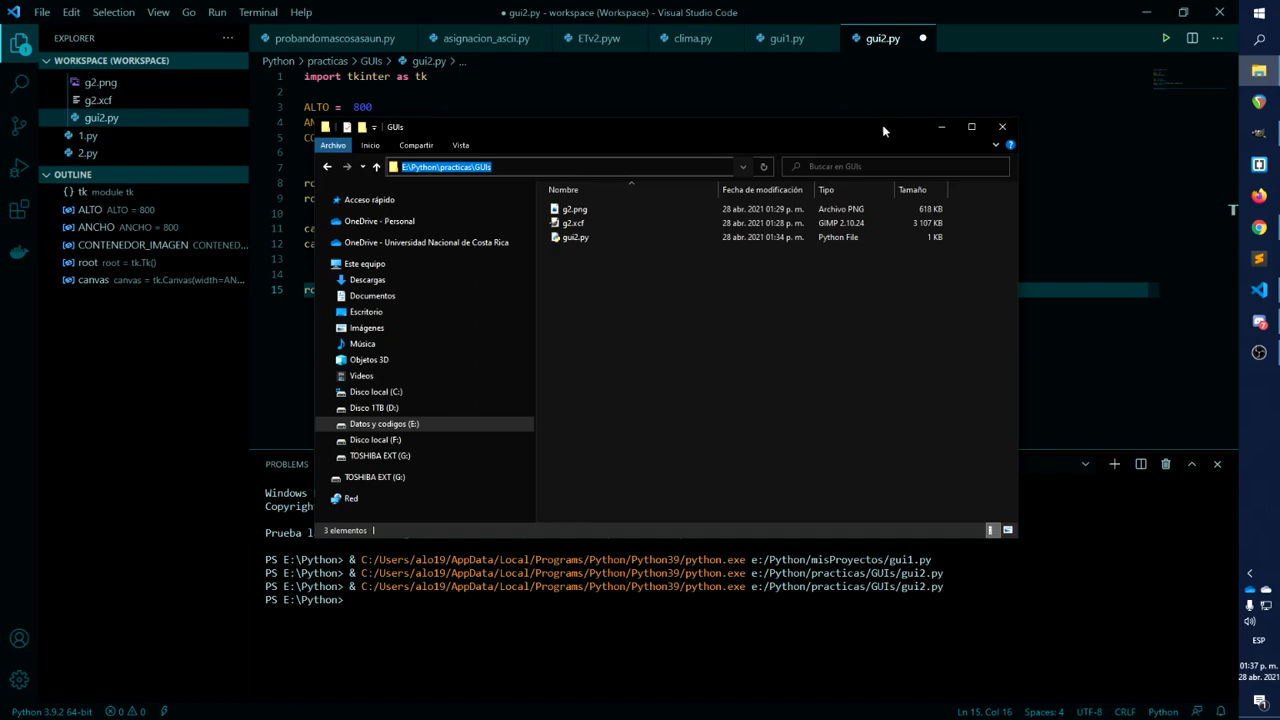 File Edit Selection View Go Run Terminal Help
● gui2.py - workspace (Workspace) - Visual Studio Code
EXPLORER
probandomascosasaun.py
asignacion_ascii.py
ETv2.pyw
clima.py
gui1.py
gui2.py
WORKSPACE (WORKSPACE)
g2.png
g2.xcf
gui2.py
1.py
2.py
OUTLINE
tk module tk
ALTO ALTO = 800
ANCHO ANCHO = 800
CONTENEDOR_IMAGEN CONTENED...
root root = tk.Tk()
canvas canvas = tk.Canvas(width=AN...
Python > practicas > GUIs > gui2.py > ...
1 import tkinter as tk
2
3 ALTO = 800
4 AN
5 CO
6
7
8 ro
9 ro
10
11 ca
12 ca
13
14
15 ro
GUIs
Archivo Inicio Compartir Vista
E:\Python\practicas\GUIs
Buscar en GUIs
Nombre Fecha de modificación Tipo Tamaño
g2.png 28 abr. 2021 01:29 p. m. Archivo PNG 618 KB
g2.xcf 28 abr. 2021 01:28 p. m. GIMP 2.10.24 3 107 KB
gui2.py 28 abr. 2021 01:34 p. m. Python File 1 KB
Acceso rápido
OneDrive - Personal
OneDrive - Universidad Nacional de Costa Rica
Este equipo
Descargas
Documentos
Escritorio
Imágenes
Música
Objetos 3D
Videos
Disco local (C:)
Disco 1TB (D:)
Datos y codigos (E:)
Disco local (F:)
TOSHIBA EXT (G:)
TOSHIBA EXT (G:)
Red
3 elementos
PROBLEMS
Windows
Copyrigh
Prueba l
PS E:\Python> & C:/Users/alo19/AppData/Local/Programs/Python/Python39/python.exe e:/Python/misProyectos/gui1.py
PS E:\Python> & C:/Users/alo19/AppData/Local/Programs/Python/Python39/python.exe e:/Python/practicas/GUIs/gui2.py
PS E:\Python> & C:/Users/alo19/AppData/Local/Programs/Python/Python39/python.exe e:/Python/practicas/GUIs/gui2.py
PS E:\Python>
Python 3.9.2 64-bit 0 0
Ln 15, Col 16 Spaces: 4 UTF-8 CRLF Python
ESP
01:37 p. m.
28 abr. 2021